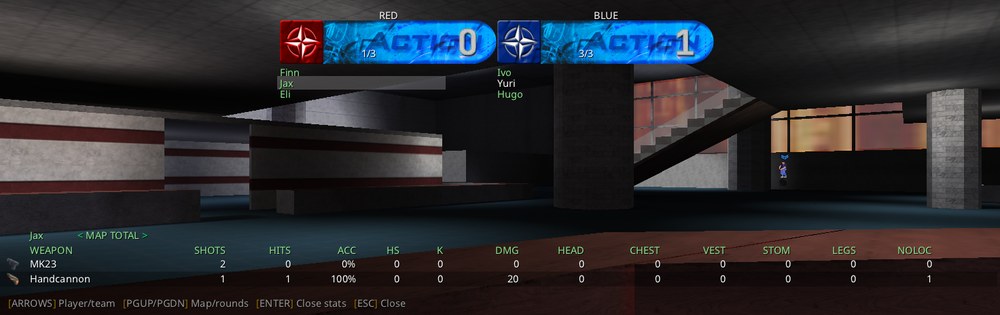 RED BLUE
ACTION 0 ACTION 1
1/3 3/3
Finn Ivo
Jax Yuri
Eli Hugo
Jax < MAP TOTAL >
WEAPON SHOTS HITS ACC HS K DMG HEAD CHEST VEST STOM LEGS NOLOC
MK23 2 0 0% 0 0 0 0 0 0 0 0 0
Handcannon 1 1 100% 0 0 20 0 0 0 0 0 1
[ARROWS] Player/team [PGUP/PGDN] Map/rounds [ENTER] Close stats [ESC] Close